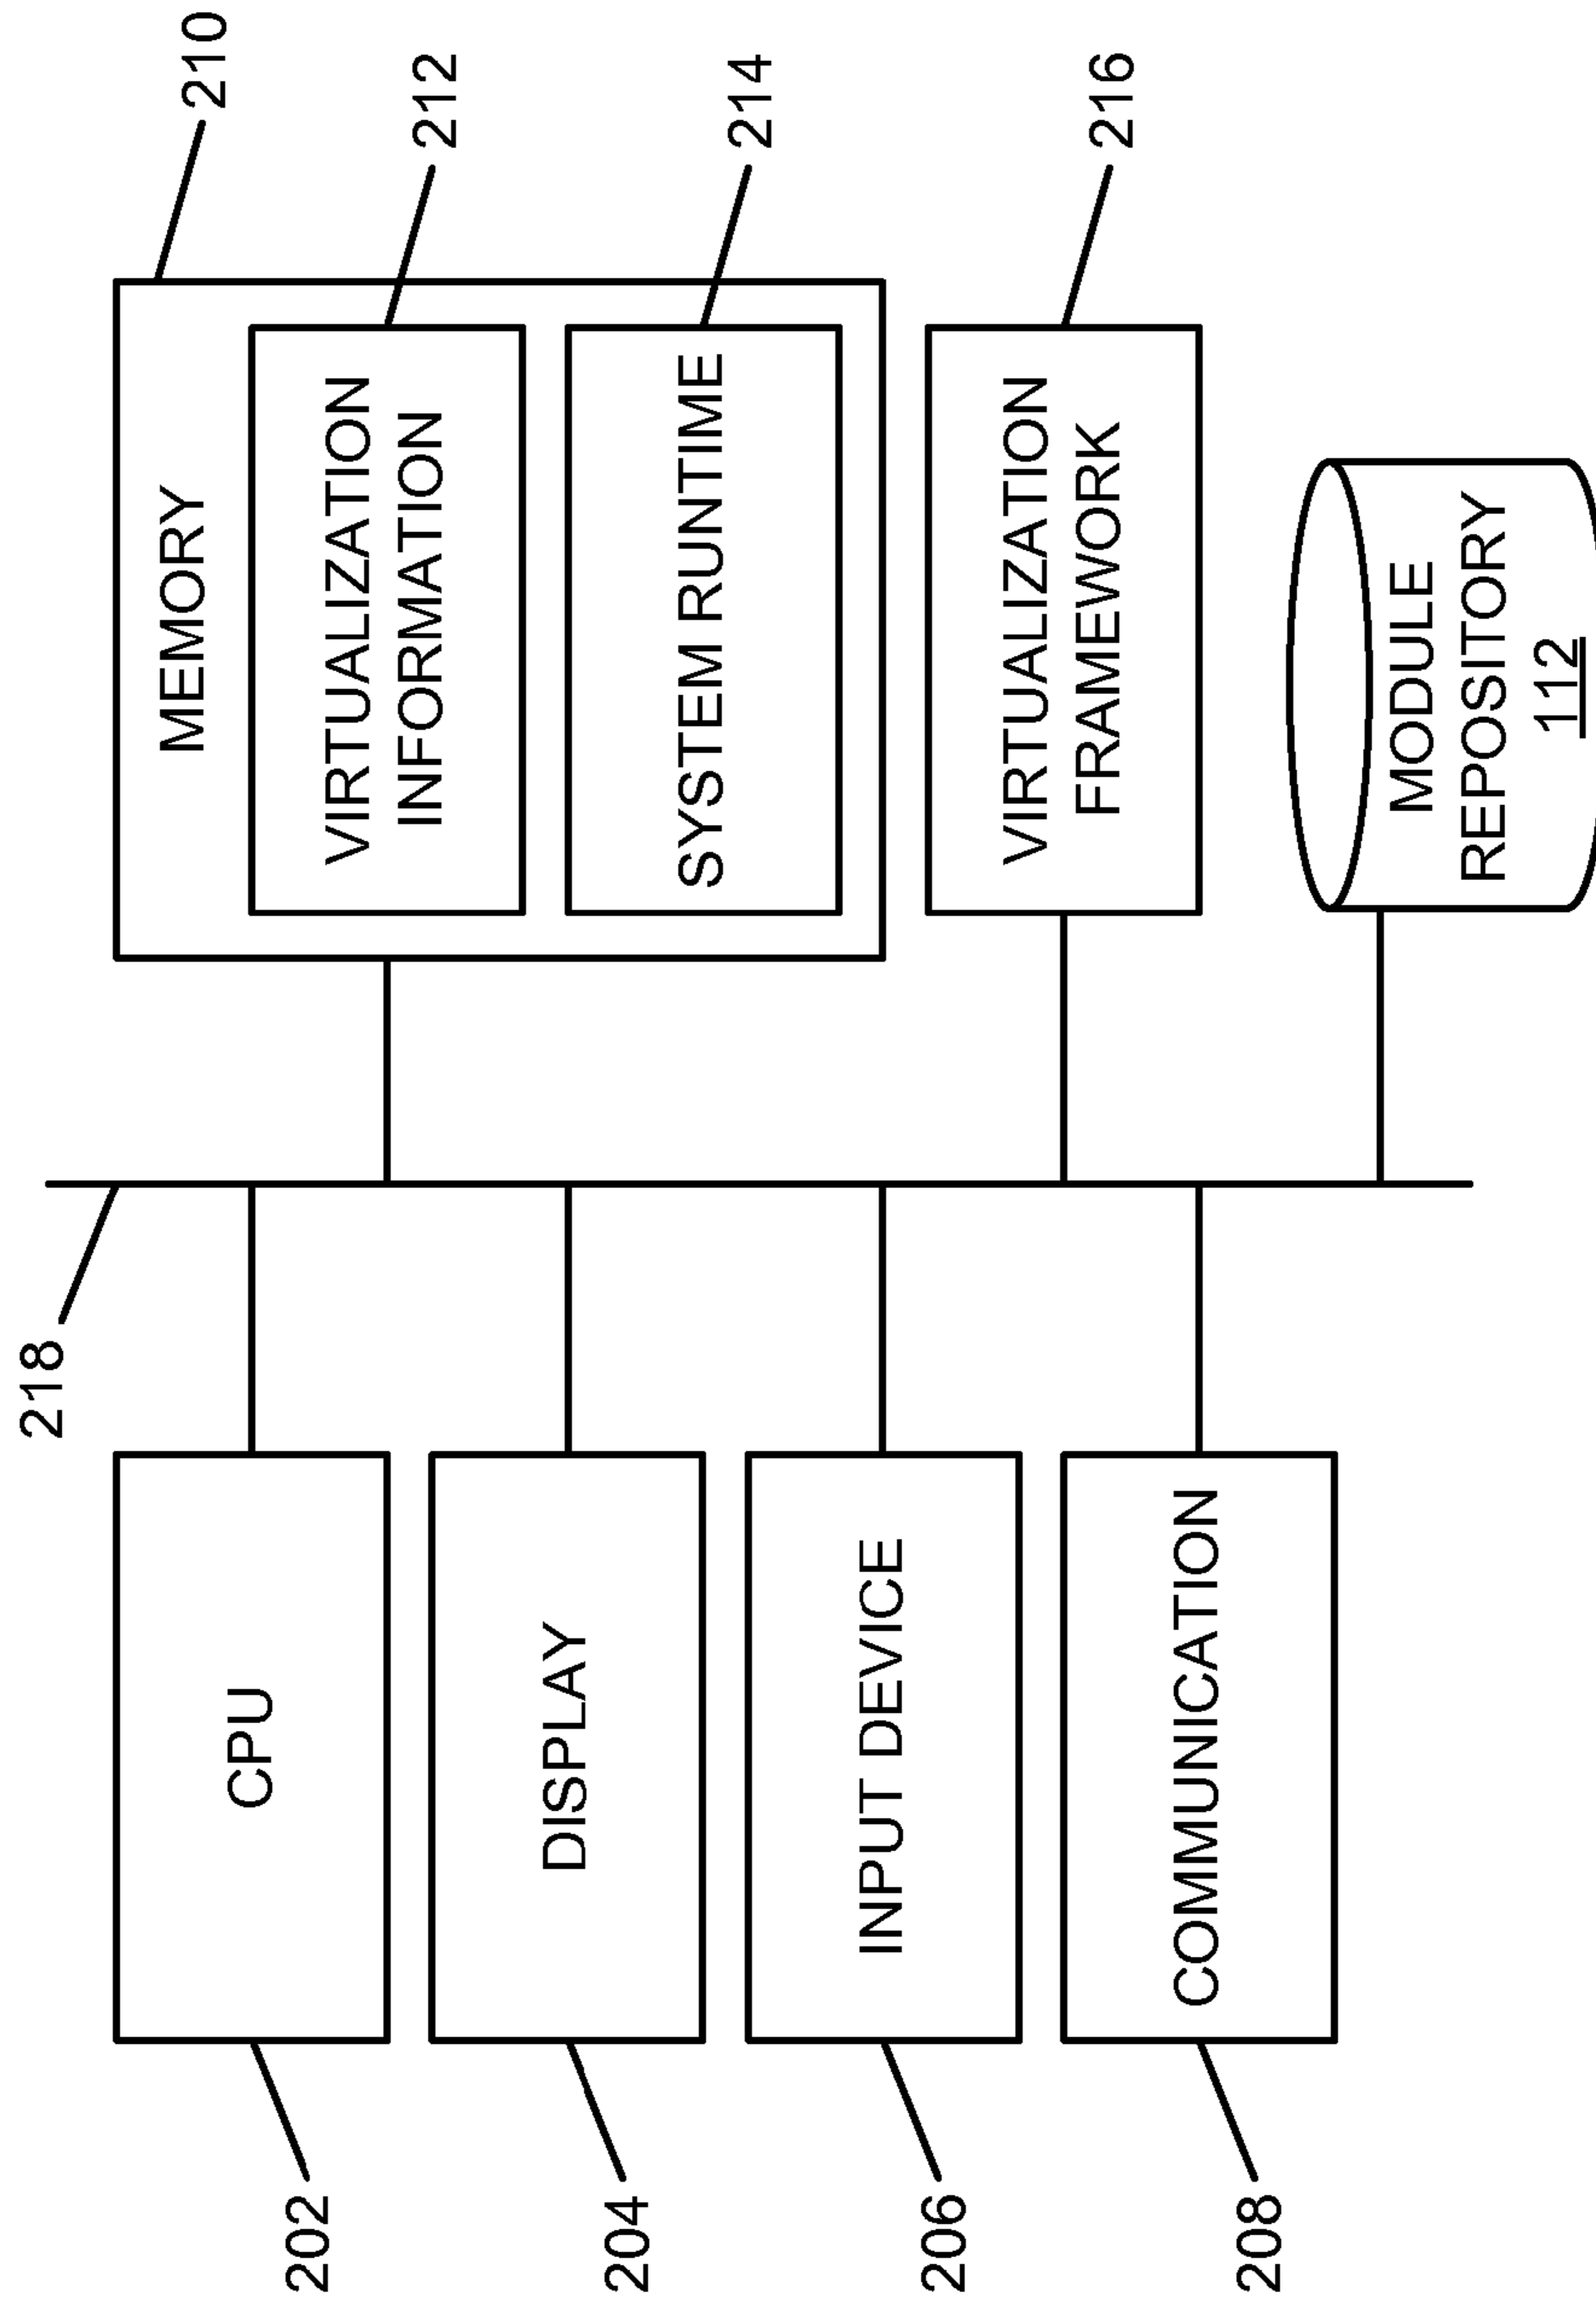 218
210
MEMORY
202
CPU
VIRTUALIZATION
INFORMATION
212
204
DISPLAY
SYSTEM RUNTIME
214
206
INPUT DEVICE
VIRTUALIZATION
FRAMEWORK
216
208
COMMUNICATION
MODULE
REPOSITORY
112